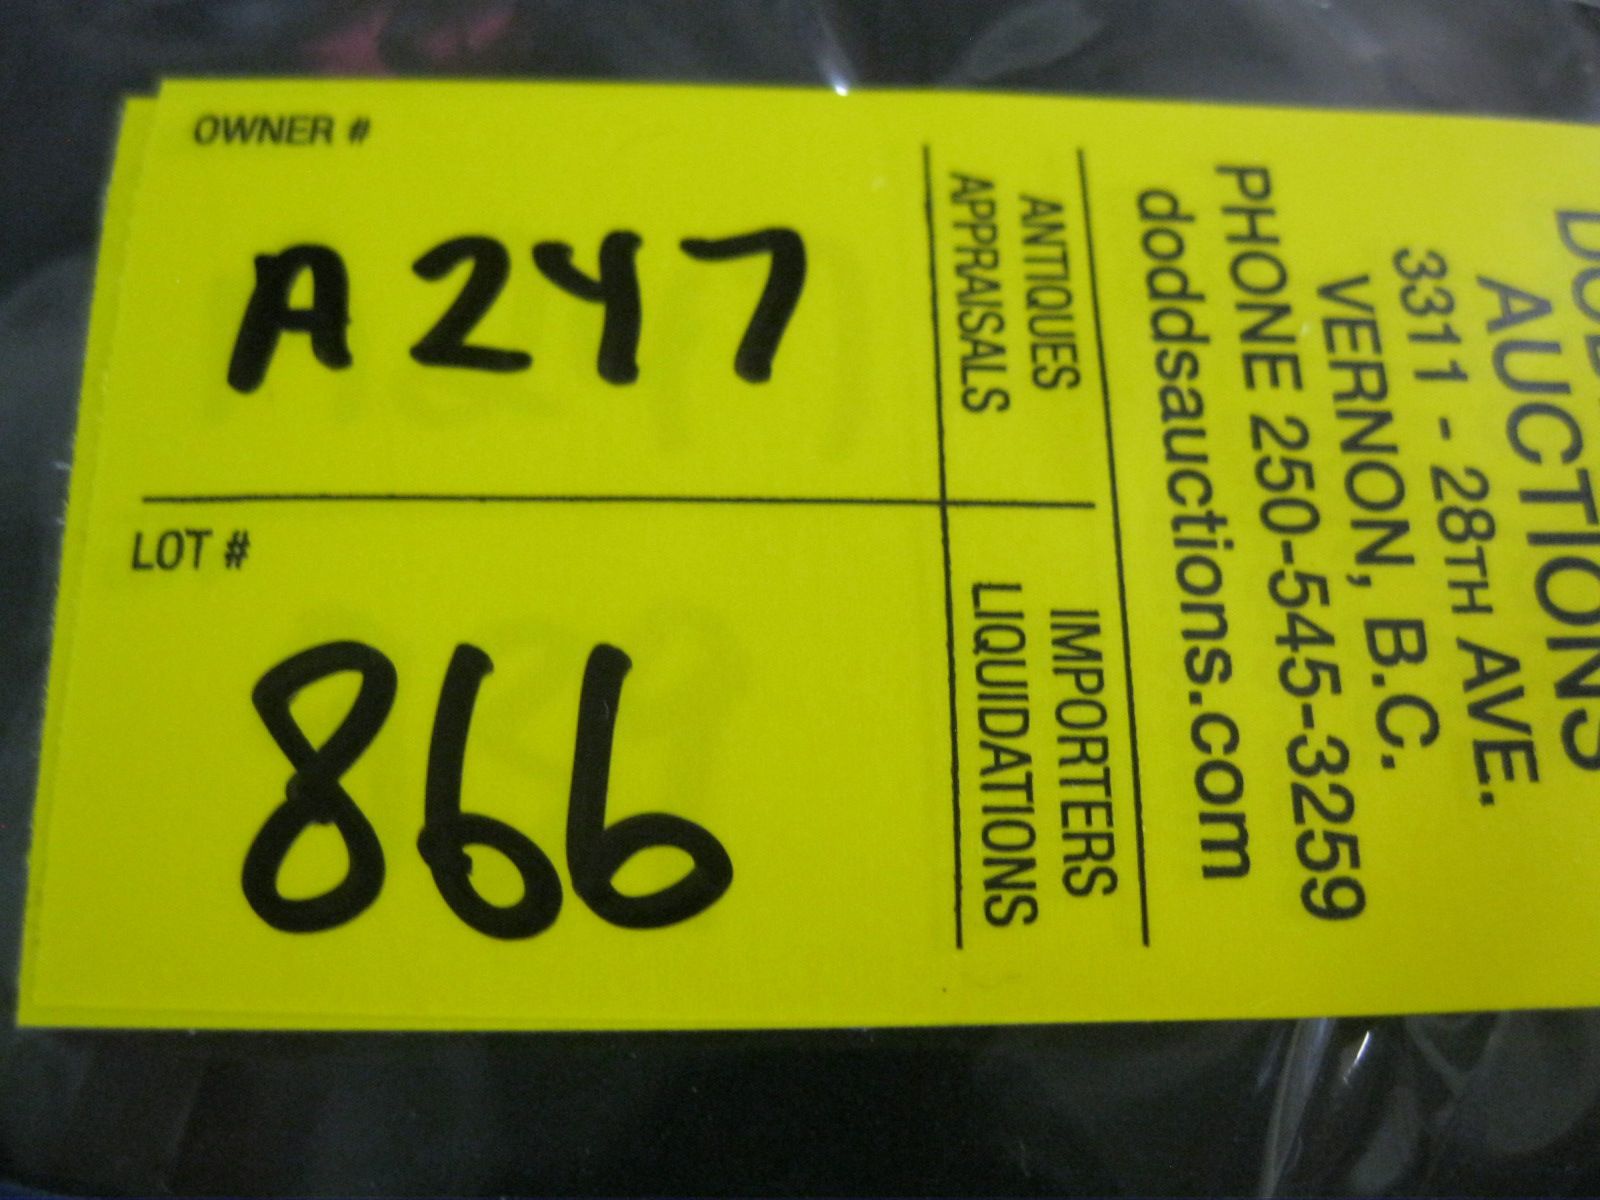 OWNER #
A247
LOT #
866
AUCTIONS
3311 - 28TH AVE.
VERNON, B.C.
PHONE 250-545-3259
doddsauctions.com
ANTIQUES
APPRAISALS
IMPORTERS
LIQUIDATIONS